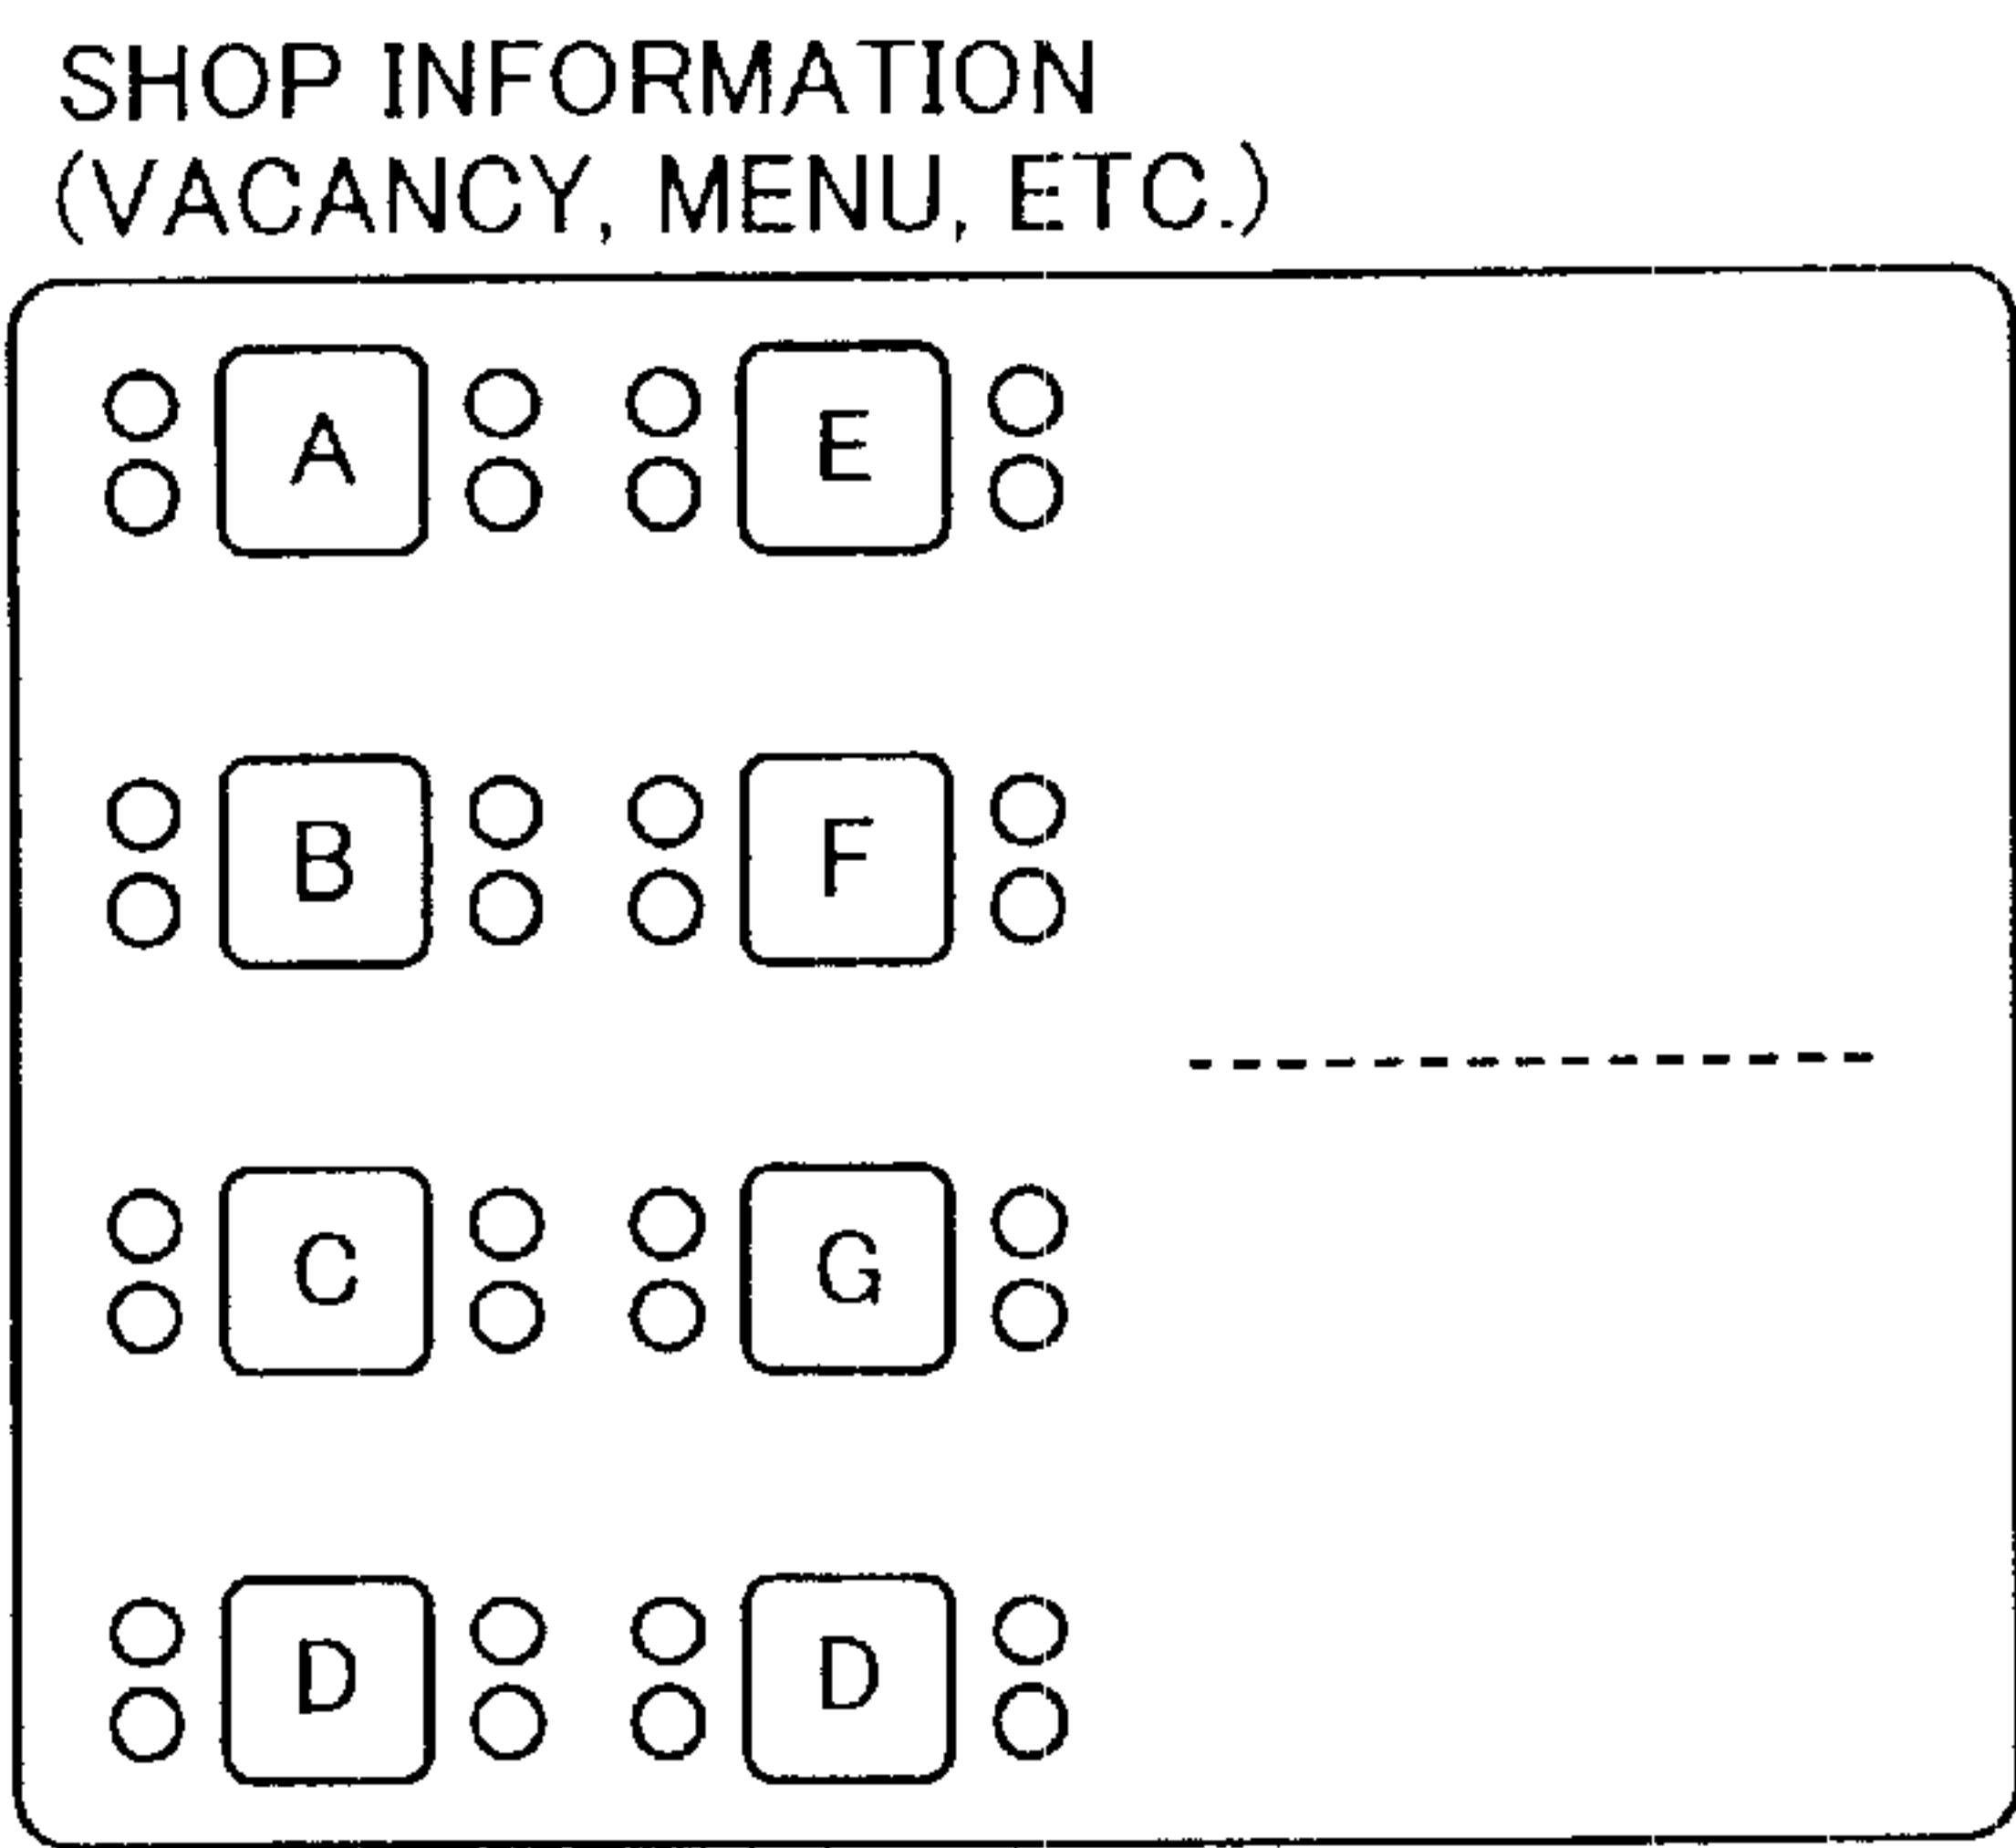 SHOP INFORMATION
(VACANCY, MENU, ETC.)
A E
B F
C G
D D